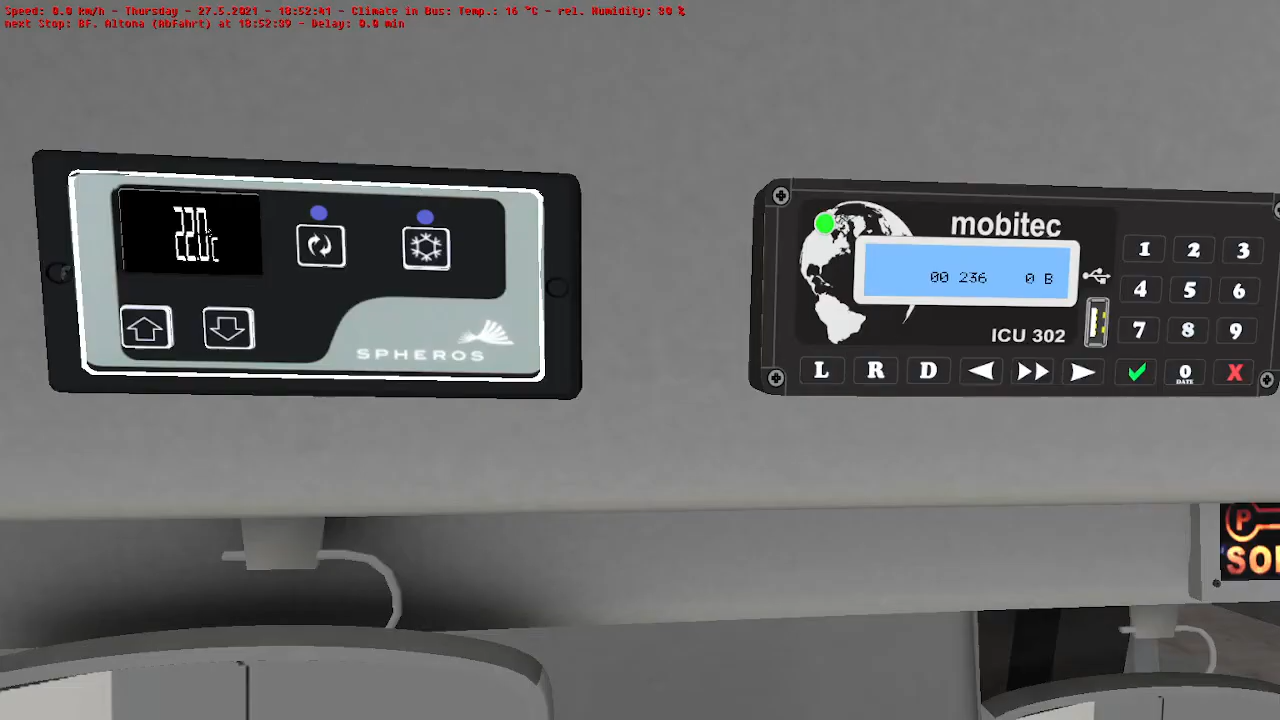 Speed: 0.0 km/h - Thursday - 27.5.2021 - 18:52:41 - Climate in Bus: Temp.: 16 °C - rel. Humidity: 30 %
next Stop: Bf. Altona (Abfahrt) at 18:52:39 - Delay: 0.0 min
22.0°C
SPHEROS
mobitec
00 236 0 B
ICU 302
1 2 3
4 5 6
7 8 9
L R D 0 X
DATE
P
SOL